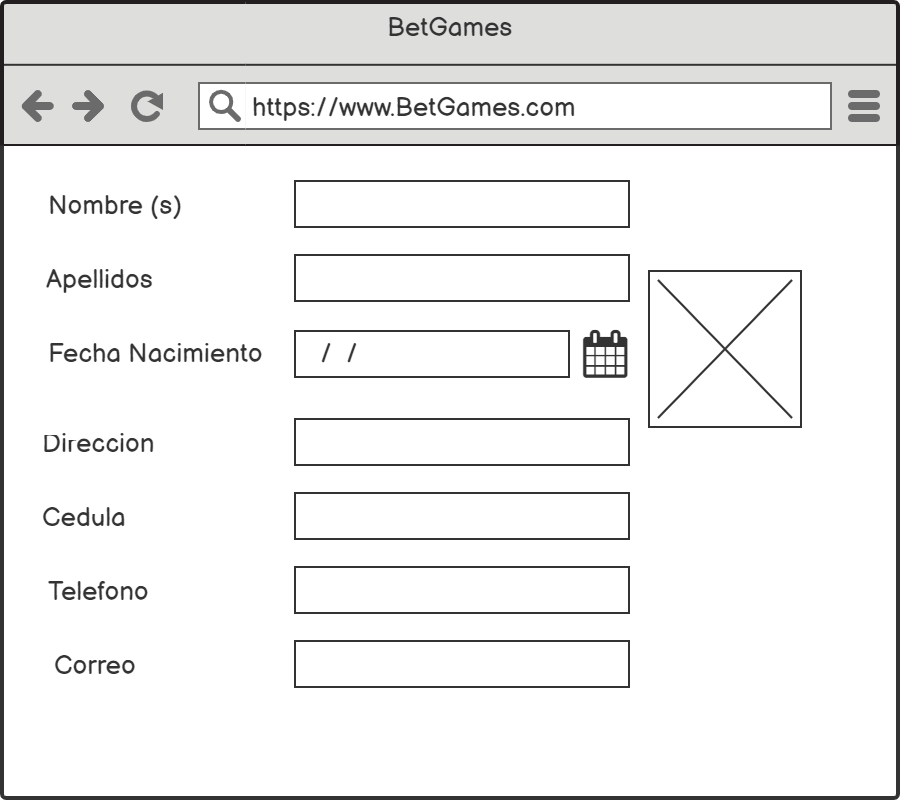 BetGames
https://www.BetGames.com
Nombre (s)
Apellidos
Fecha Nacimiento
/ /
Direccion
Cedula
Telefono
Correo